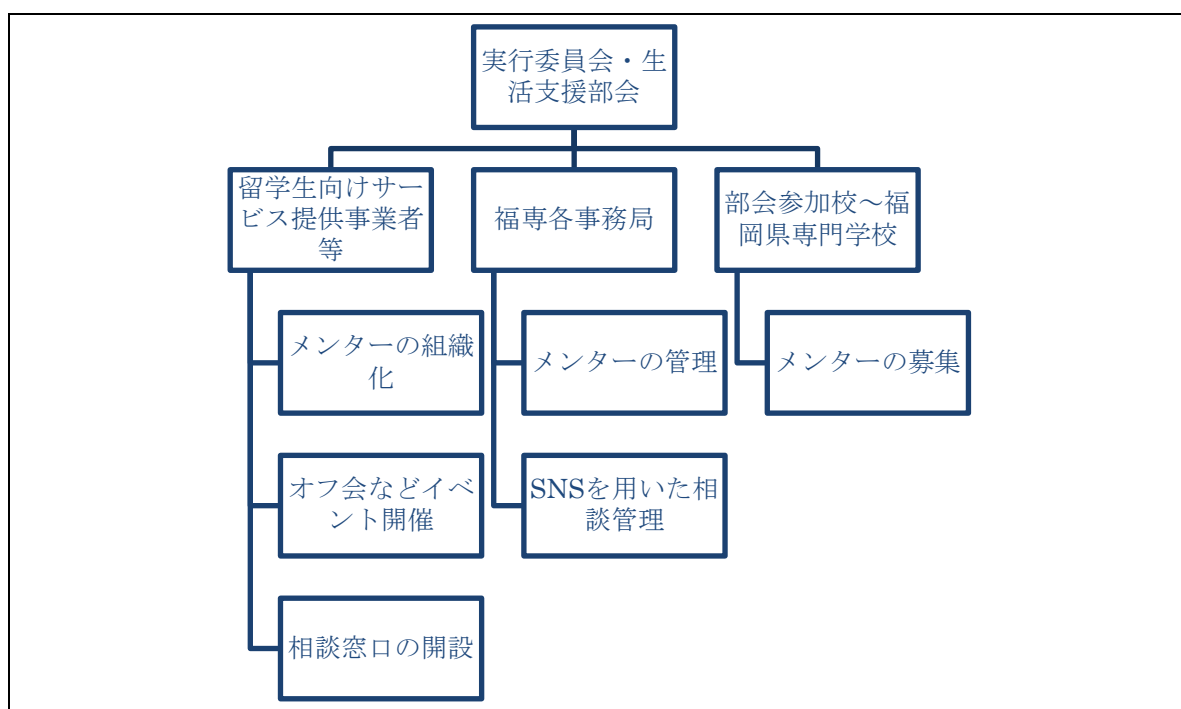 実行委員会・生
活支援部会
留学生向けサー
ビス提供事業者
等
福専各事務局
部会参加校～福
岡県専門学校
メンターの組織
化
メンターの管理
メンターの募集
オフ会などイベ
ント開催
SNSを用いた相
談管理
相談窓口の開設